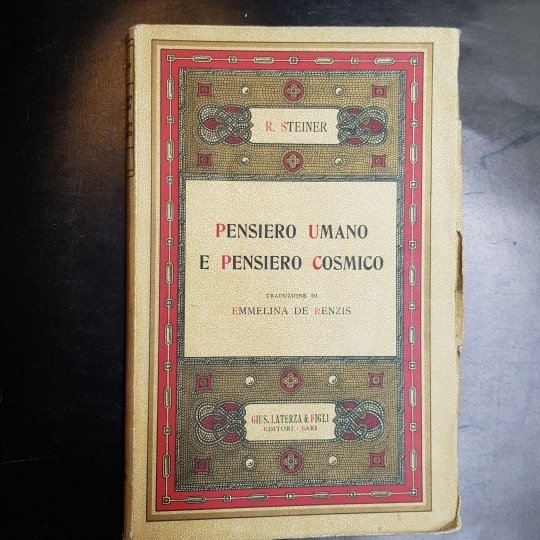 R. STEINER
PENSIERO UMANO
E PENSIERO COSMICO
TRADUZIONE DI
EMMELINA DE RENZIS
GIUS. LATERZA & FIGLI
EDITORI · BARI